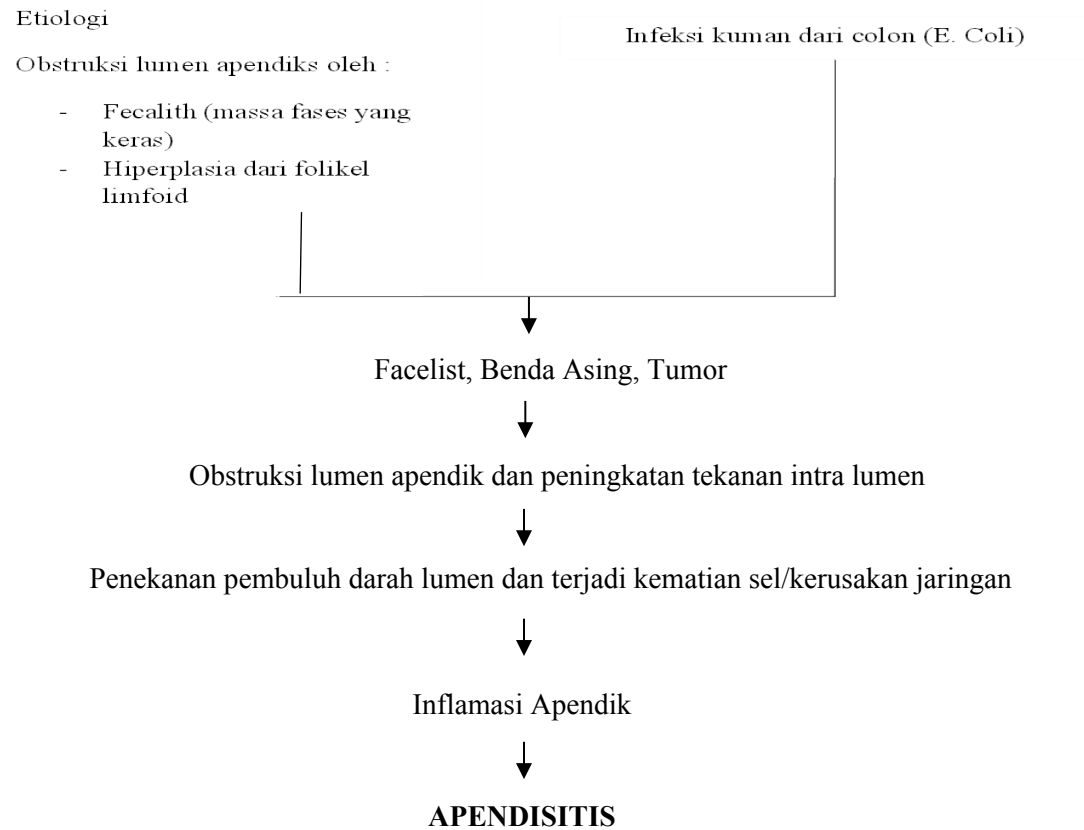 Etiologi
Infeksi kuman dari colon (E. Coli)
Obstruksi lumen apendiks oleh :
- Fecalith (massa fases yang
keras)
- Hiperplasia dari folikel
limfoid
Facelist, Benda Asing, Tumor
Obstruksi lumen apendik dan peningkatan tekanan intra lumen
Penekanan pembuluh darah lumen dan terjadi kematian sel/kerusakan jaringan
Inflamasi Apendik
APENDISITIS